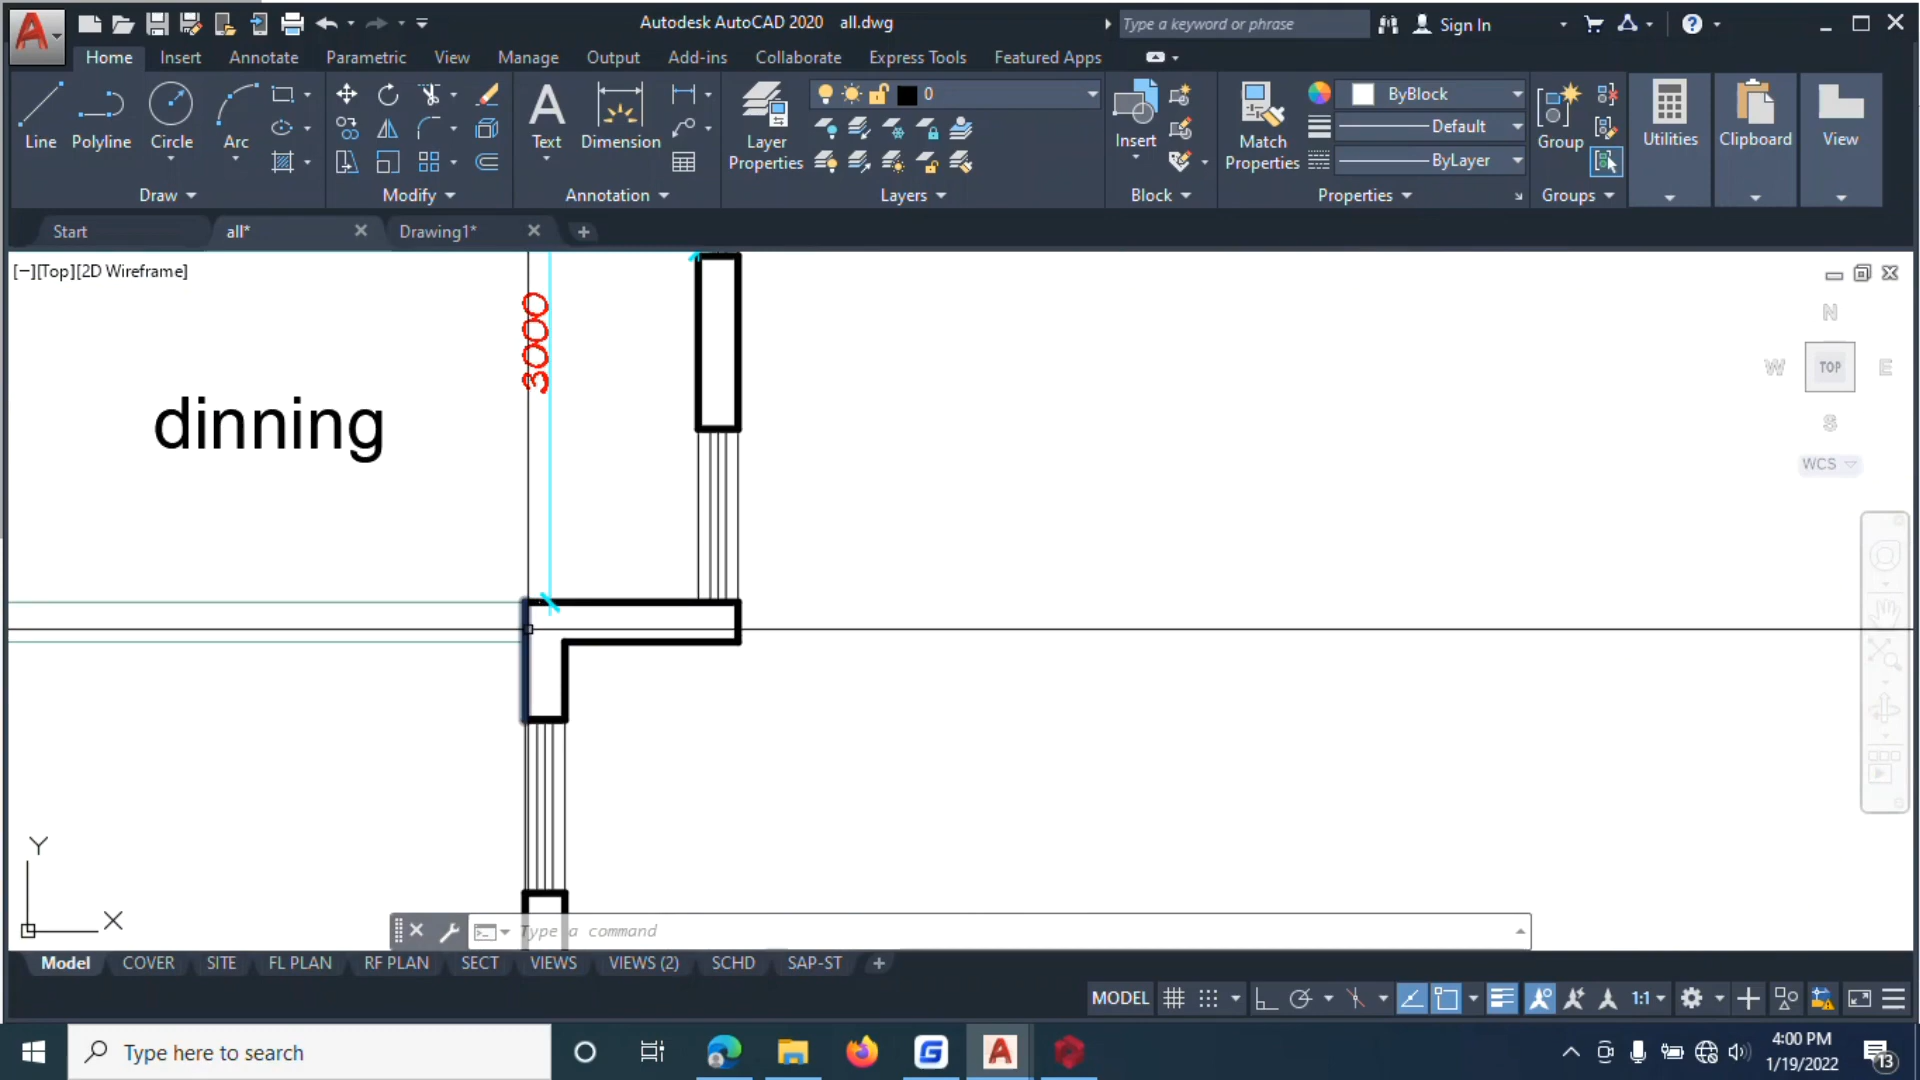 Autodesk AutoCAD 2020 all.dwg
Type a keyword or phrase
Sign In
Home Insert Annotate Parametric View Manage Output Add-ins Collaborate Express Tools Featured Apps
Line Polyline Circle Arc
Text Dimension
Layer Properties
0
Insert
Match Properties
ByBlock
Default
ByLayer
Group
Utilities Clipboard View
Draw Modify Annotation Layers Block Properties Groups
Start all* Drawing1*
[−][Top][2D Wireframe]
N
W TOP E
S
WCS
3000
dinning
Y
X
Type a command
Model COVER SITE FL PLAN RF PLAN SECT VIEWS VIEWS (2) SCHD SAP-ST
MODEL 1:1
Type here to search
4:00 PM
1/19/2022
13